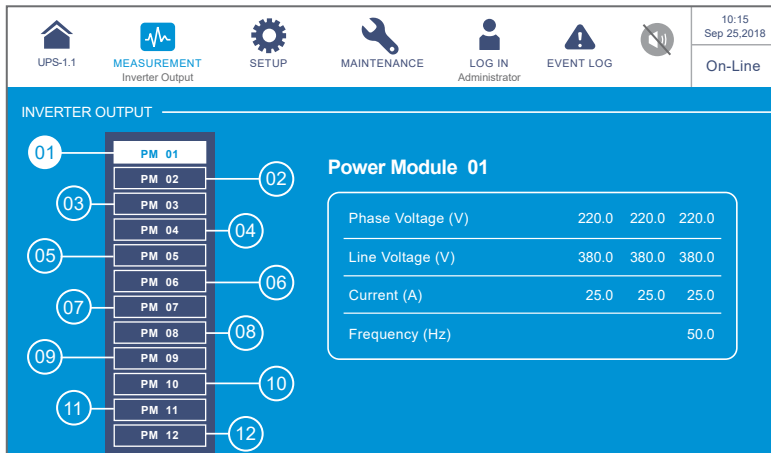 UPS-1.1
MEASUREMENT
Inverter Output
SETUP
MAINTENANCE
LOG IN
Administrator
EVENT LOG
10:15
Sep 25,2018
On-Line
INVERTER OUTPUT
01 PM 01
PM 02 02
03 PM 03
PM 04 04
05 PM 05
PM 06 06
07 PM 07
PM 08 08
09 PM 09
PM 10 10
11 PM 11
PM 12 12
Power Module 01
Phase Voltage (V) 220.0 220.0 220.0
Line Voltage (V) 380.0 380.0 380.0
Current (A) 25.0 25.0 25.0
Frequency (Hz) 50.0